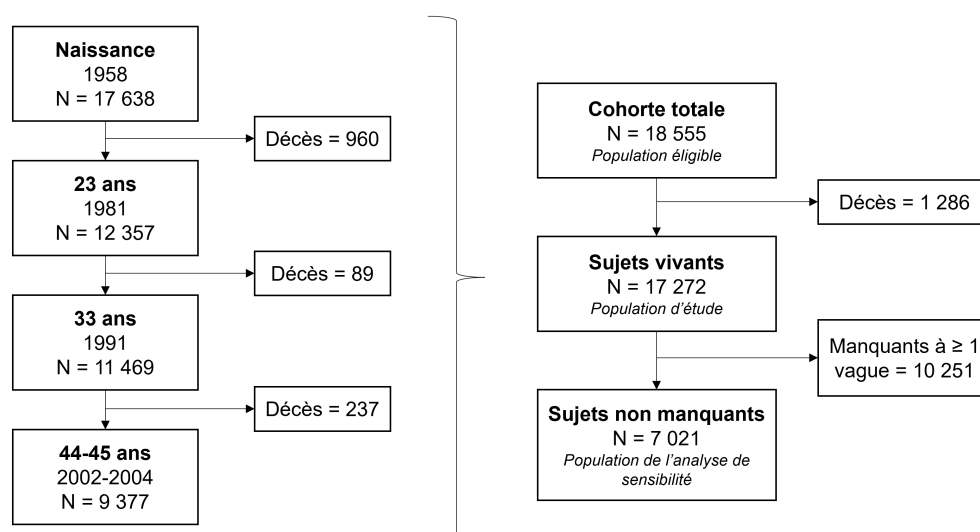 Naissance
1958
N = 17 638
Décès = 960
23 ans
1981
N = 12 357
Décès = 89
33 ans
1991
N = 11 469
Décès = 237
44-45 ans
2002-2004
N = 9 377
Cohorte totale
N = 18 555
Population éligible
Décès = 1 286
Sujets vivants
N = 17 272
Population d'étude
Manquants à ≥ 1
vague = 10 251
Sujets non manquants
N = 7 021
Population de l'analyse de
sensibilité